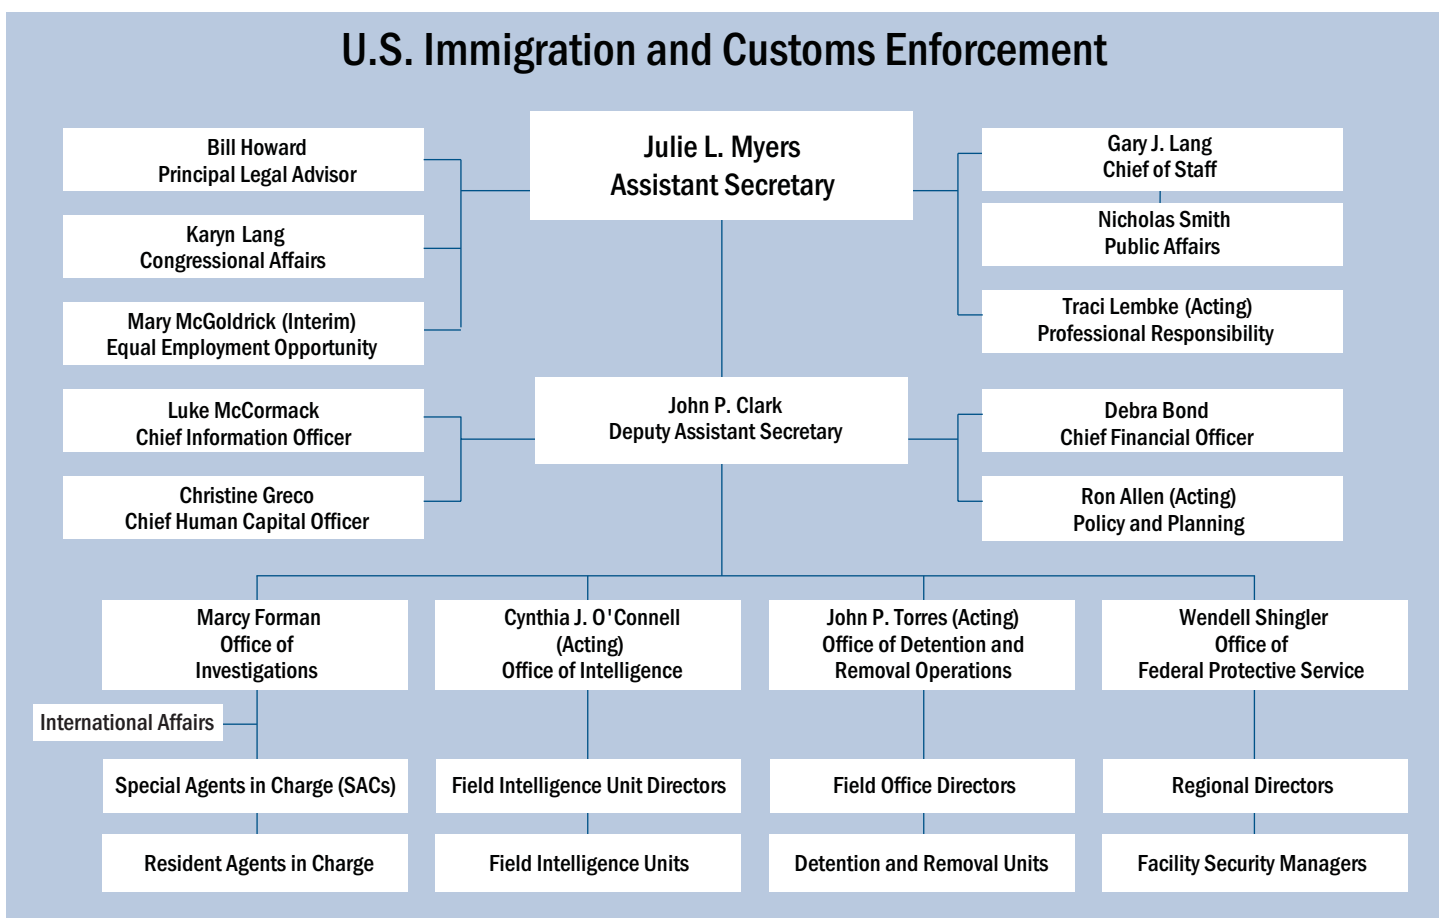 U.S. Immigration and Customs Enforcement
Julie L. Myers
Assistant Secretary
Bill Howard
Principal Legal Advisor
Karyn Lang
Congressional Affairs
Mary McGoldrick (Interim)
Equal Employment Opportunity
Gary J. Lang
Chief of Staff
Nicholas Smith
Public Affairs
Traci Lembke (Acting)
Professional Responsibility
John P. Clark
Deputy Assistant Secretary
Luke McCormack
Chief Information Officer
Christine Greco
Chief Human Capital Officer
Debra Bond
Chief Financial Officer
Ron Allen (Acting)
Policy and Planning
Marcy Forman
Office of
Investigations
International Affairs
Special Agents in Charge (SACs)
Resident Agents in Charge
Cynthia J. O'Connell
(Acting)
Office of Intelligence
Field Intelligence Unit Directors
Field Intelligence Units
John P. Torres (Acting)
Office of Detention and
Removal Operations
Field Office Directors
Detention and Removal Units
Wendell Shingler
Office of
Federal Protective Service
Regional Directors
Facility Security Managers